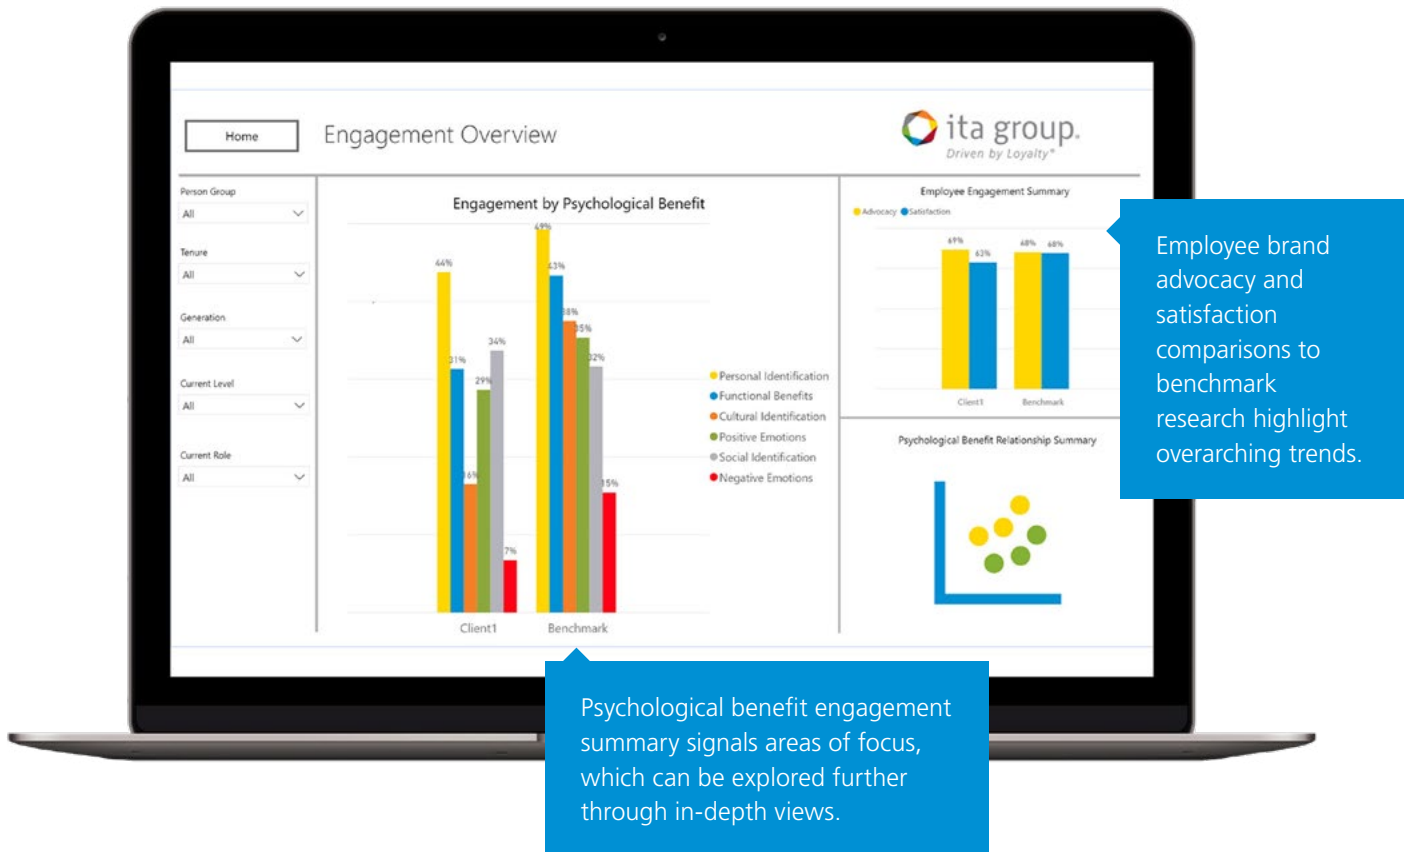 Home
Engagement Overview
ita group.
Driven by Loyalty®
Person Group
All
Tenure
All
Generation
All
Current Level
All
Current Role
All
Engagement by Psychological Benefit
44%
31%
16%
29%
34%
7%
49%
43%
38%
35%
32%
15%
Client1
Benchmark
Personal Identification
Functional Benefits
Cultural Identification
Positive Emotions
Social Identification
Negative Emotions
Employee Engagement Summary
Advocacy Satisfaction
69%
63%
68%
68%
Client1
Benchmark
Psychological Benefit Relationship Summary
Employee brand
advocacy and
satisfaction
comparisons to
benchmark
research highlight
overarching trends.
Psychological benefit engagement
summary signals areas of focus,
which can be explored further
through in-depth views.